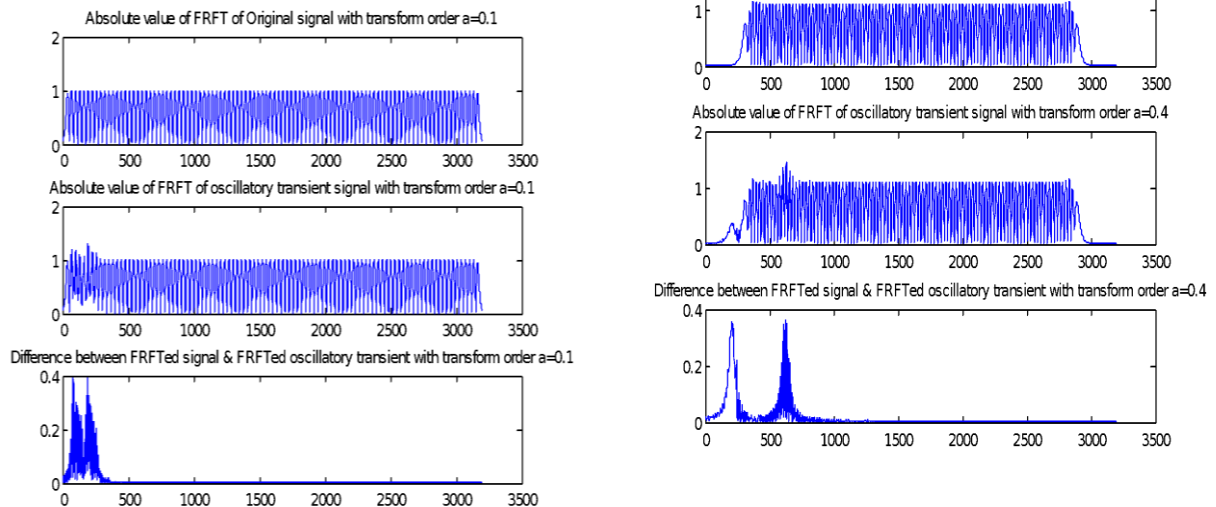 Absolute value of FRFT of Original signal with transform order a=0.1
2
1
0
0 500 1000 1500 2000 2500 3000 3500
Absolute value of FRFT of oscillatory transient signal with transform order a=0.1
2
1
0
0 500 1000 1500 2000 2500 3000 3500
Difference between FRFTed signal & FRFTed oscillatory transient with transform order a=0.1
0.4
0.2
0
0 500 1000 1500 2000 2500 3000 3500
1
0
0 500 1000 1500 2000 2500 3000 3500
Absolute value of FRFT of oscillatory transient signal with transform order a=0.4
2
1
0
0 500 1000 1500 2000 2500 3000 3500
Difference between FRFTed signal & FRFTed oscillatory transient with transform order a=0.4
0.4
0.2
0
0 500 1000 1500 2000 2500 3000 3500